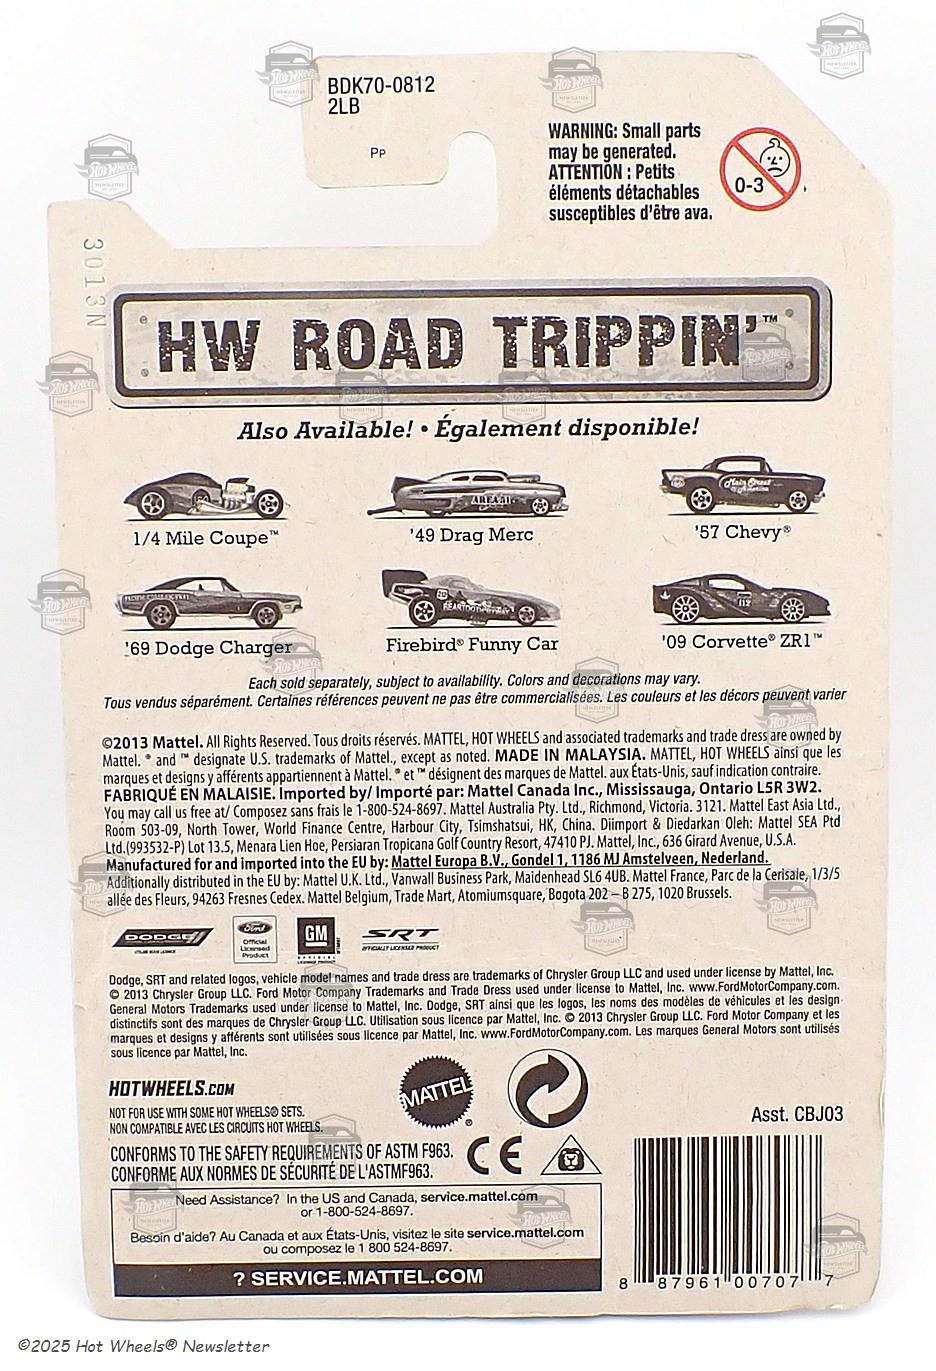 BDK70-0812
2LB
Pp
WARNING: Small parts
may be generated.
ATTENTION : Petits
éléments détachables
susceptibles d'être ava.
0-3
3013N
HW ROAD TRIPPIN'™
Also Available! • Également disponible!
1/4 Mile Coupe™
AREA 51
'49 Drag Merc
Main Street
of America
'57 Chevy®
PACIFIC COAST HIGHWAY
'69 Dodge Charger
BEARTOOTH HIGHWAY
Firebird® Funny Car
112
'09 Corvette® ZR1™
Each sold separately, subject to availability. Colors and decorations may vary.
Tous vendus séparément. Certaines références peuvent ne pas être commercialisées. Les couleurs et les décors peuvent varier
©2013 Mattel. All Rights Reserved. Tous droits réservés. MATTEL, HOT WHEELS and associated trademarks and trade dress are owned by
Mattel. ® and ™ designate U.S. trademarks of Mattel, except as noted. MADE IN MALAYSIA. MATTEL, HOT WHEELS ainsi que les
marques et designs y afférents appartiennent à Mattel. ® et ™ désignent des marques de Mattel. aux États-Unis, sauf indication contraire.
FABRIQUÉ EN MALAISIE. Imported by/ Importé par: Mattel Canada Inc., Mississauga, Ontario L5R 3W2.
You may call us free at/ Composez sans frais le 1-800-524-8697. Mattel Australia Pty. Ltd., Richmond, Victoria. 3121. Mattel East Asia Ltd.,
Room 503-09, North Tower, World Finance Centre, Harbour City, Tsimshatsui, HK, China. Diimport & Diedarkan Oleh: Mattel SEA Ptd
Ltd.(993532-P) Lot 13.5, Menara Lien Hoe, Persiaran Tropicana Golf Country Resort, 47410 PJ. Mattel, Inc., 636 Girard Avenue, U.S.A.
Manufactured for and imported into the EU by: Mattel Europa B.V., Gondel 1, 1186 MJ Amstelveen, Nederland.
Additionally distributed in the EU by: Mattel U.K. Ltd., Vanwall Business Park, Maidenhead SL6 4UB. Mattel France, Parc de la Cerisaie, 1/3/5
allée des Fleurs, 94263 Fresnes Cedex. Mattel Belgium, Trade Mart, Atomiumsquare, Bogota 202 – B 275, 1020 Brussels.
DODGE
Ford
Official
Licensed
Product
GM
OFFICIAL
LICENSED PRODUCT
SRT
OFFICIALLY LICENSED PRODUCT
Dodge, SRT and related logos, vehicle model names and trade dress are trademarks of Chrysler Group LLC and used under license by Mattel, Inc.
© 2013 Chrysler Group LLC. Ford Motor Company Trademarks and Trade Dress used under license to Mattel, Inc. www.FordMotorCompany.com.
General Motors Trademarks used under license to Mattel, Inc. Dodge, SRT ainsi que les logos, les noms des modèles de véhicules et les design
distinctifs sont des marques de Chrysler Group LLC. Utilisation sous licence par Mattel, Inc. © 2013 Chrysler Group LLC. Ford Motor Company et les
marques et designs y afférents sont utilisées sous licence par Mattel, Inc. www.FordMotorCompany.com. Les marques General Motors sont utilisés
sous licence par Mattel, Inc.
HOTWHEELS.COM
NOT FOR USE WITH SOME HOT WHEELS® SETS.
NON COMPATIBLE AVEC LES CIRCUITS HOT WHEELS.
MATTEL®
CE
Asst. CBJ03
CONFORMS TO THE SAFETY REQUIREMENTS OF ASTM F963.
CONFORME AUX NORMES DE SÉCURITÉ DE L'ASTMF963.
Need Assistance? In the US and Canada, service.mattel.com
or 1-800-524-8697.
Besoin d'aide? Au Canada et aux États-Unis, visitez le site service.mattel.com
ou composez le 1 800 524-8697.
? SERVICE.MATTEL.COM
8 87961 00707 7
©2025 Hot Wheels® Newsletter